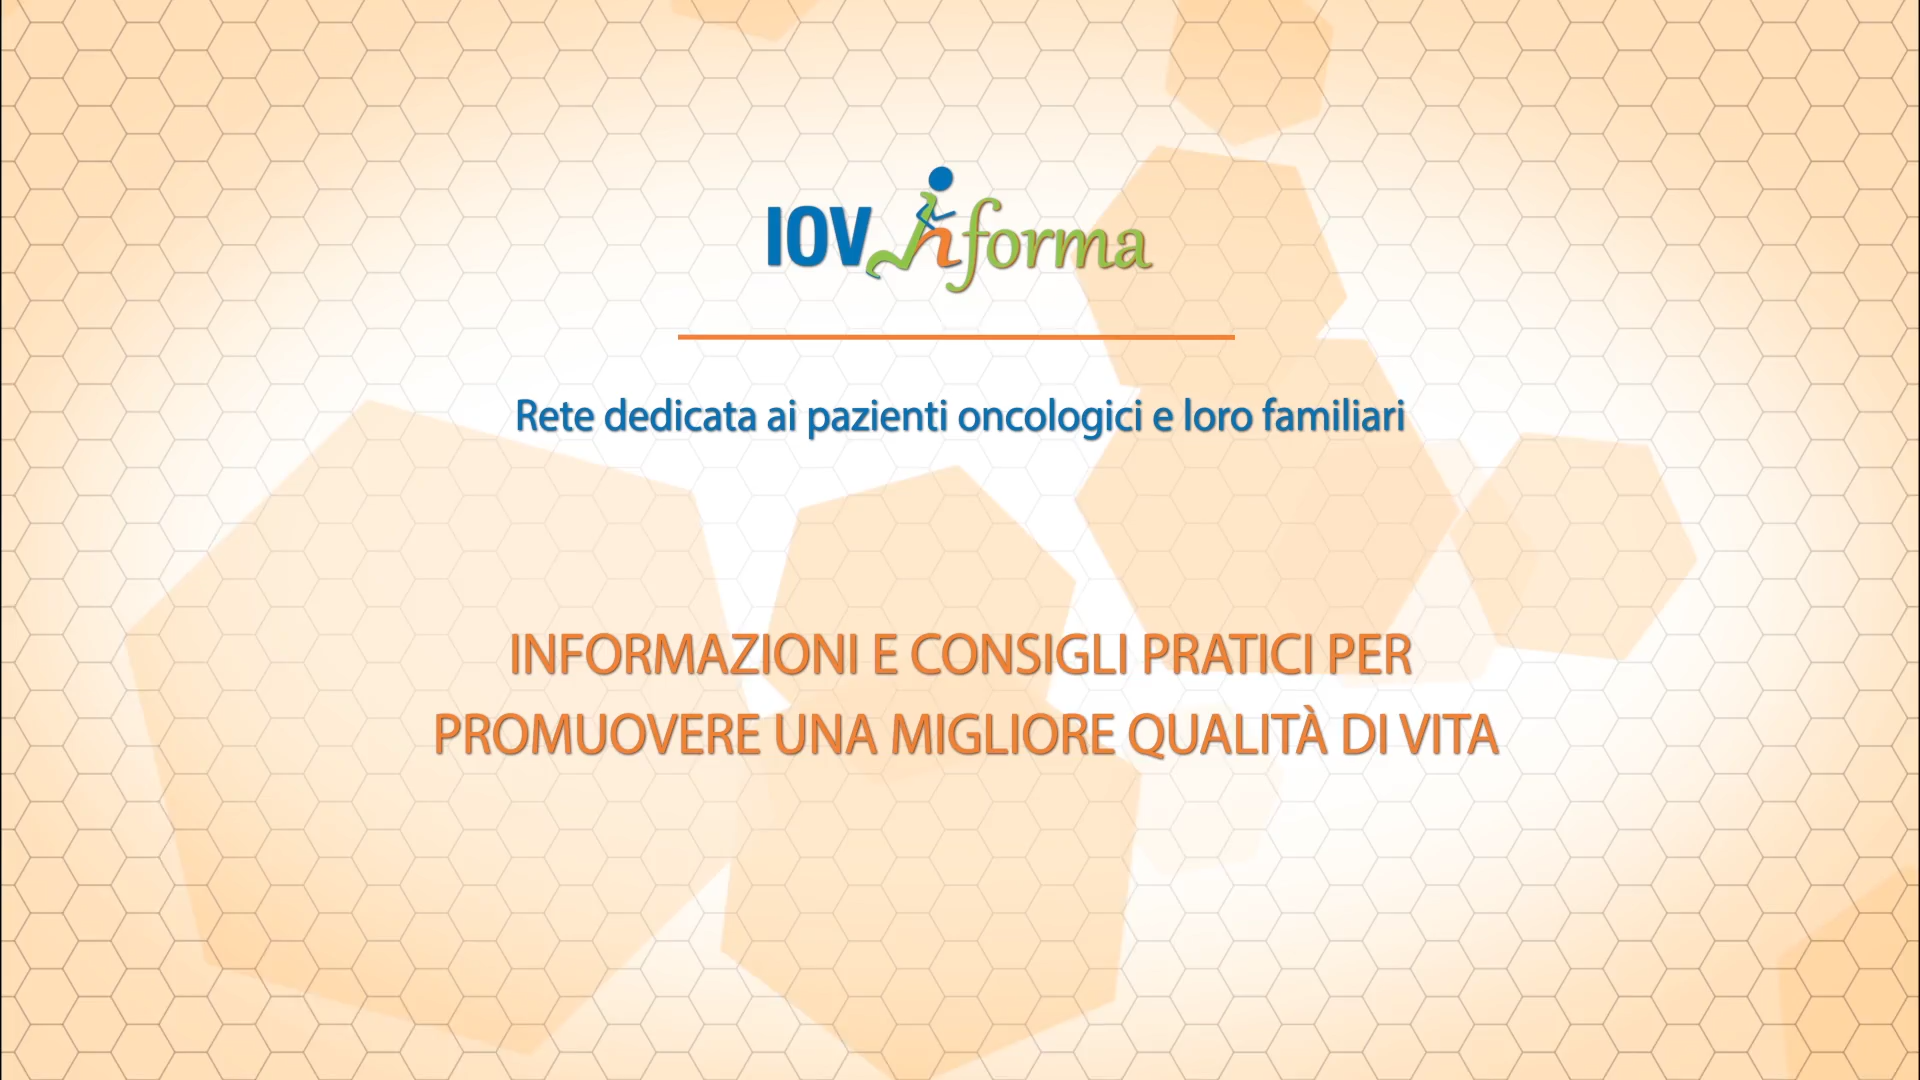 IOV informa
Rete dedicata ai pazienti oncologici e loro familiari
INFORMAZIONI E CONSIGLI PRATICI PER
PROMUOVERE UNA MIGLIORE QUALITÀ DI VITA